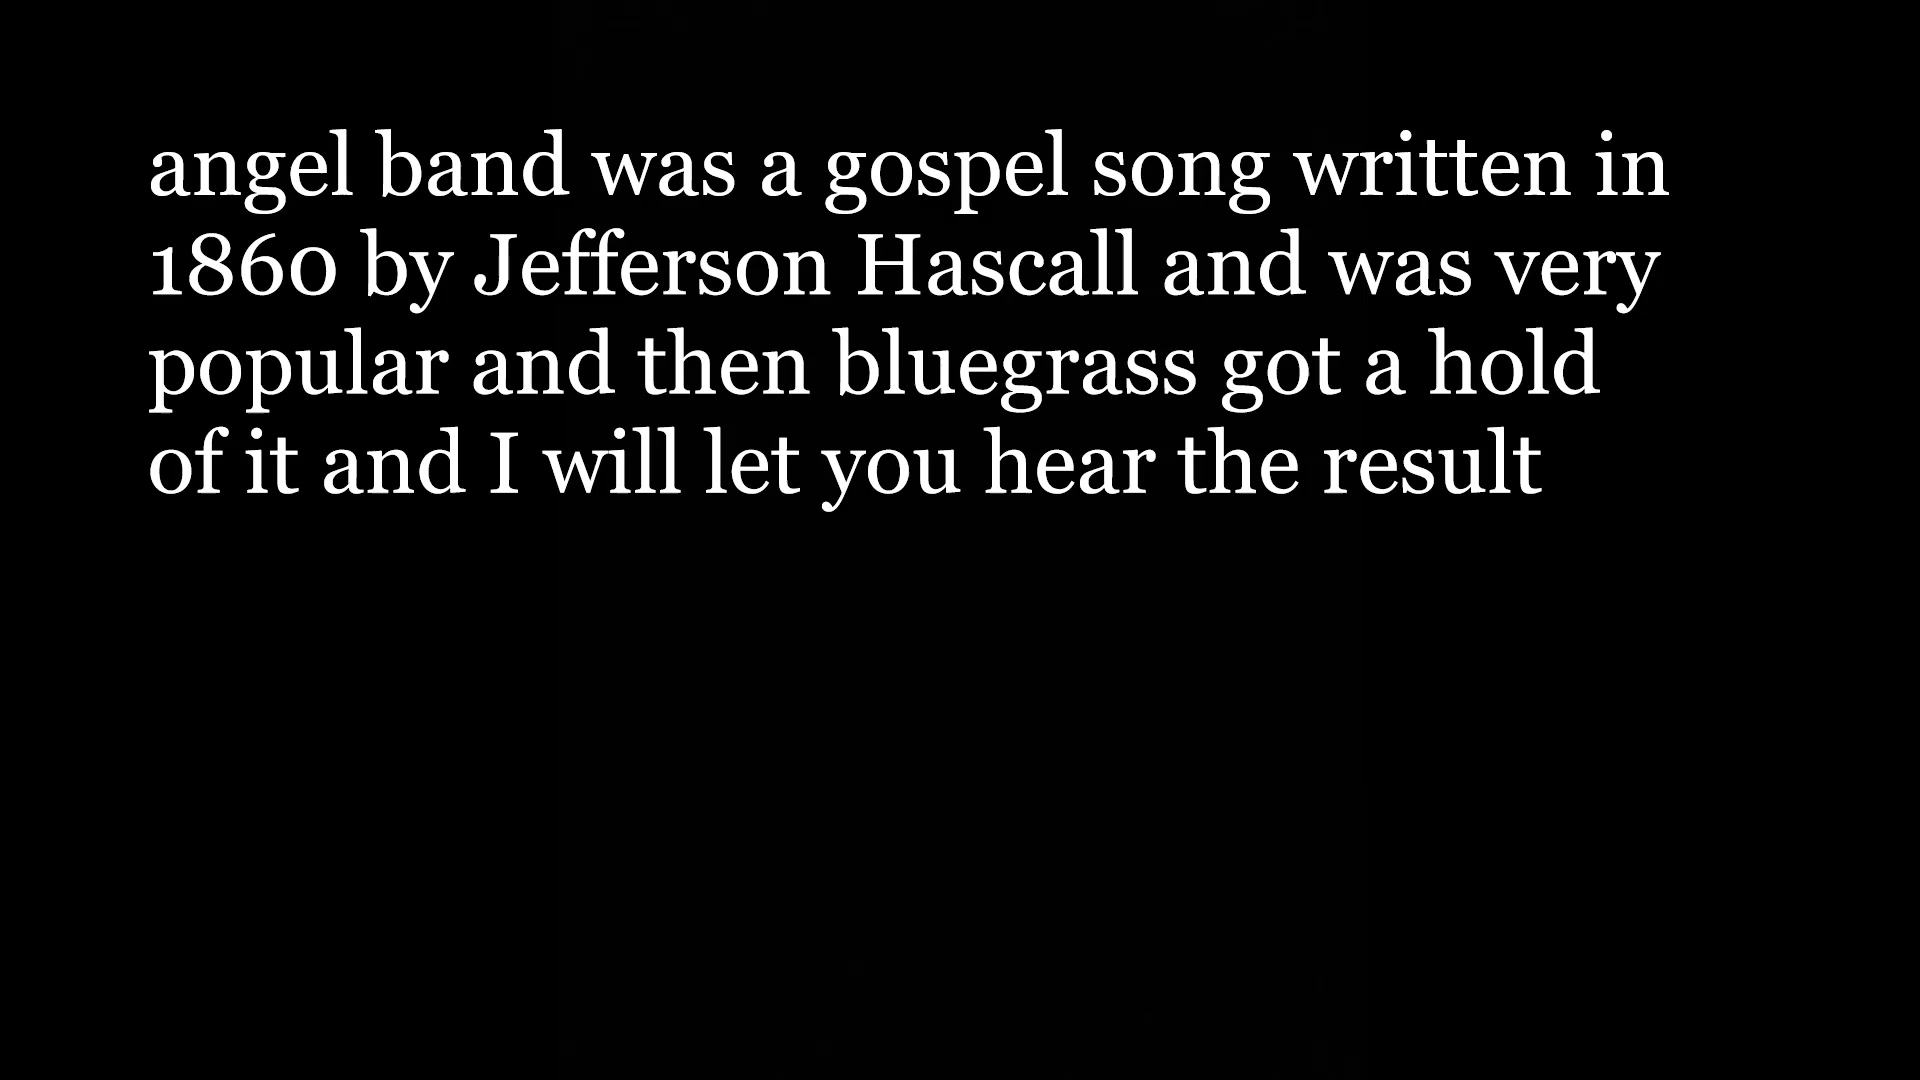 angel band was a gospel song written in
1860 by Jefferson Hascall and was very
popular and then bluegrass got a hold
of it and I will let you hear the result